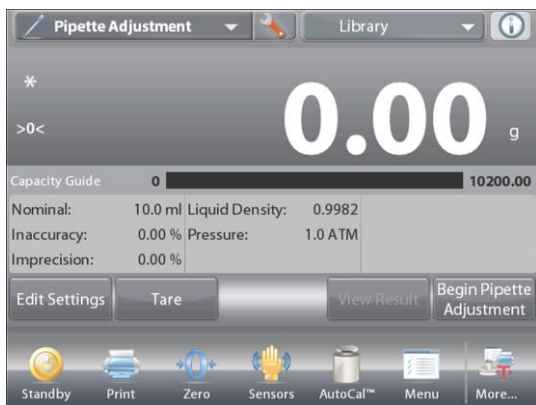 Pipette Adjustment Library
*
>0<
0.00 g
Capacity Guide 0 10200.00
Nominal: 10.0 ml Liquid Density: 0.9982
Inaccuracy: 0.00 % Pressure: 1.0 ATM
Imprecision: 0.00 %
Edit Settings Tare View Result Begin Pipette
Adjustment
Standby Print Zero Sensors AutoCal™ Menu More...